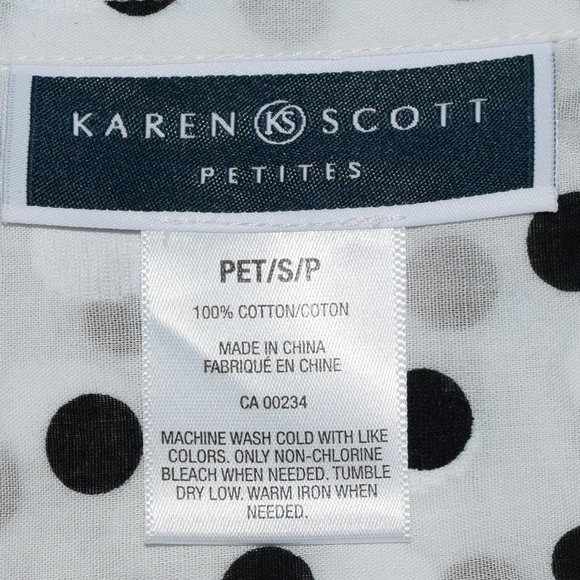 KAREN KS SCOTT
PETITES
PET/S/P
100% COTTON/COTON
MADE IN CHINA
FABRIQUÉ EN CHINE
CA 00234
MACHINE WASH COLD WITH LIKE
COLORS. ONLY NON-CHLORINE
BLEACH WHEN NEEDED. TUMBLE
DRY LOW. WARM IRON WHEN
NEEDED.